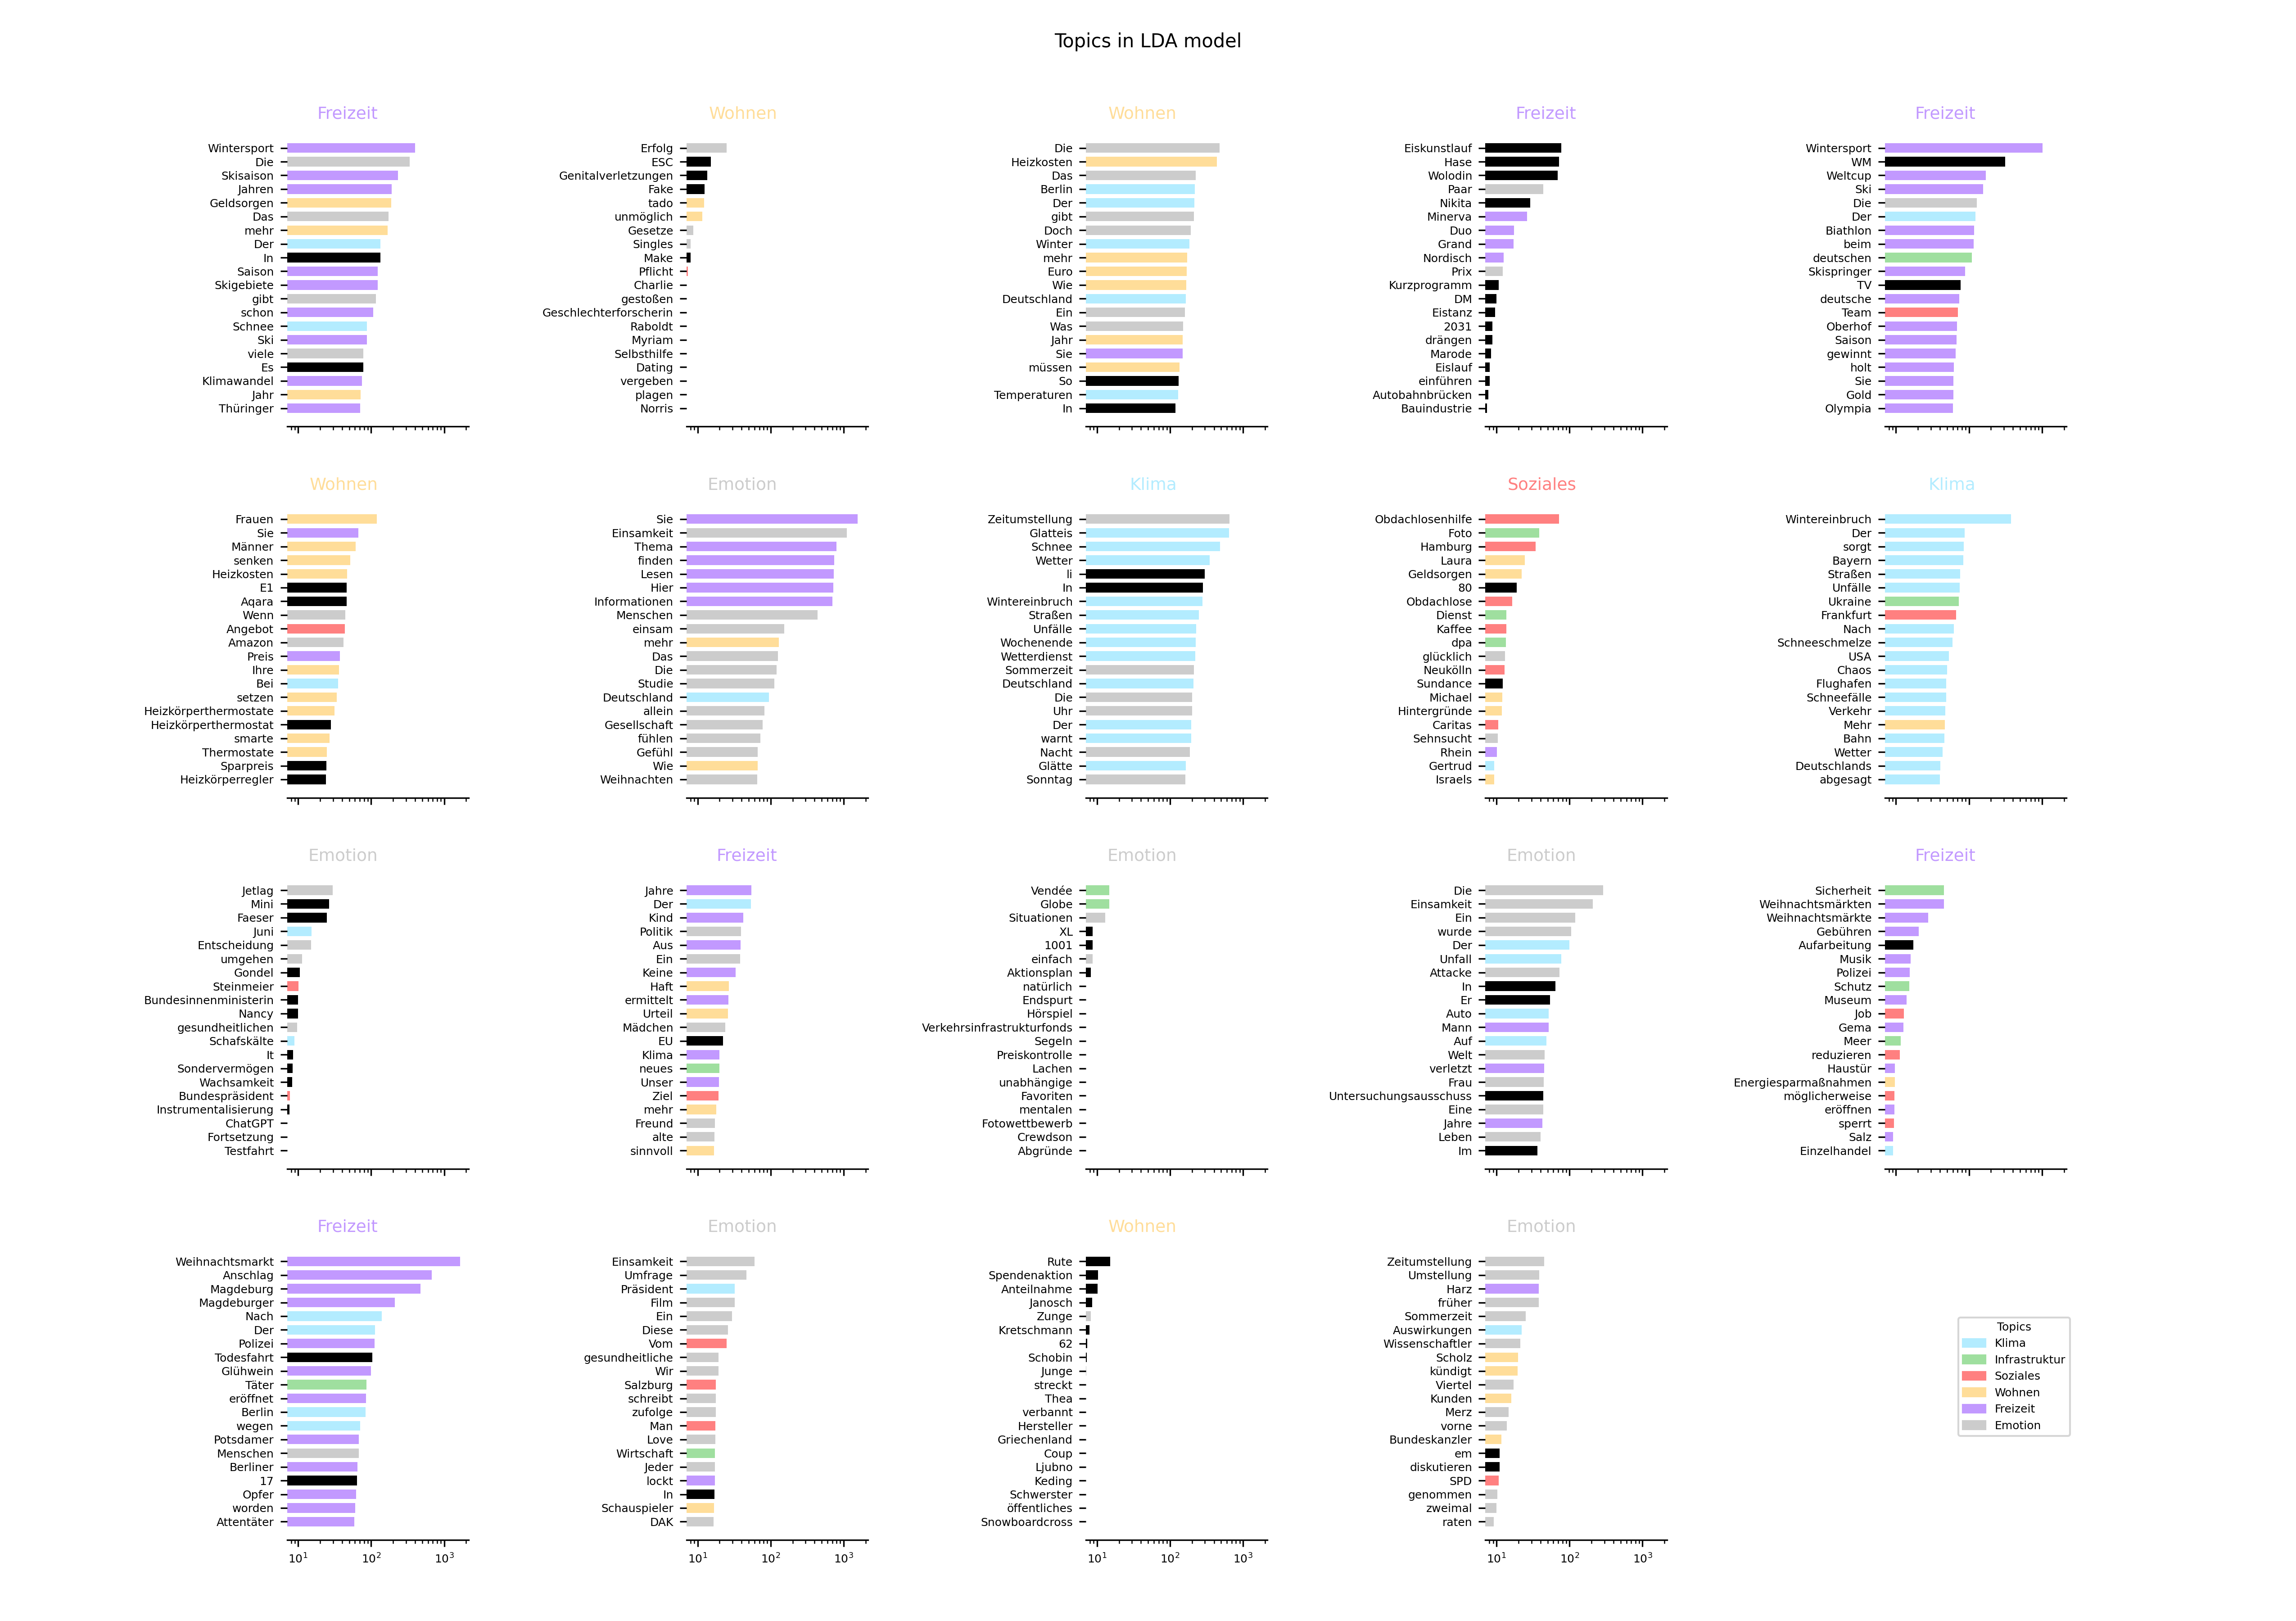 Topics in LDA model
Freizeit
Wintersport
Die
Skisaison
Jahren
Geldsorgen
Das
mehr
Der
In
Saison
Skigebiete
gibt
schon
Schnee
Ski
viele
Es
Klimawandel
Jahr
Thüringer
Wohnen
Erfolg
ESC
Genitalverletzungen
Fake
tado
unmöglich
Gesetze
Singles
Make
Pflicht
Charlie
gestoßen
Geschlechterforscherin
Raboldt
Myriam
Selbsthilfe
Dating
vergeben
plagen
Norris
Wohnen
Die
Heizkosten
Das
Berlin
Der
gibt
Doch
Winter
mehr
Euro
Wie
Deutschland
Ein
Was
Jahr
Sie
müssen
So
Temperaturen
In
Freizeit
Eiskunstlauf
Hase
Wolodin
Paar
Nikita
Minerva
Duo
Grand
Nordisch
Prix
Kurzprogramm
DM
Eistanz
2031
drängen
Marode
Eislauf
einführen
Autobahnbrücken
Bauindustrie
Freizeit
Wintersport
WM
Weltcup
Ski
Die
Der
Biathlon
beim
deutschen
Skispringer
TV
deutsche
Team
Oberhof
Saison
gewinnt
holt
Sie
Gold
Olympia
Wohnen
Frauen
Sie
Männer
senken
Heizkosten
E1
Aqara
Wenn
Angebot
Amazon
Preis
Ihre
Bei
setzen
Heizkörperthermostate
Heizkörperthermostat
smarte
Thermostate
Sparpreis
Heizkörperregler
Emotion
Sie
Einsamkeit
Thema
finden
Lesen
Hier
Informationen
Menschen
einsam
mehr
Das
Die
Studie
Deutschland
allein
Gesellschaft
fühlen
Gefühl
Wie
Weihnachten
Klima
Zeitumstellung
Glatteis
Schnee
Wetter
li
In
Wintereinbruch
Straßen
Unfälle
Wochenende
Wetterdienst
Sommerzeit
Deutschland
Die
Uhr
Der
warnt
Nacht
Glätte
Sonntag
Soziales
Obdachlosenhilfe
Foto
Hamburg
Laura
Geldsorgen
80
Obdachlose
Dienst
Kaffee
dpa
glücklich
Neukölln
Sundance
Michael
Hintergründe
Caritas
Sehnsucht
Rhein
Gertrud
Israels
Klima
Wintereinbruch
Der
sorgt
Bayern
Straßen
Unfälle
Ukraine
Frankfurt
Nach
Schneeschmelze
USA
Chaos
Flughafen
Schneefälle
Verkehr
Mehr
Bahn
Wetter
Deutschlands
abgesagt
Emotion
Jetlag
Mini
Faeser
Juni
Entscheidung
umgehen
Gondel
Steinmeier
Bundesinnenministerin
Nancy
gesundheitlichen
Schafskälte
It
Sondervermögen
Wachsamkeit
Bundespräsident
Instrumentalisierung
ChatGPT
Fortsetzung
Testfahrt
Freizeit
Jahre
Der
Kind
Politik
Aus
Ein
Keine
Haft
ermittelt
Urteil
Mädchen
EU
Klima
neues
Unser
Ziel
mehr
Freund
alte
sinnvoll
Emotion
Vendée
Globe
Situationen
XL
1001
einfach
Aktionsplan
natürlich
Endspurt
Hörspiel
Verkehrsinfrastrukturfonds
Segeln
Preiskontrolle
Lachen
unabhängige
Favoriten
mentalen
Fotowettbewerb
Crewdson
Abgründe
Emotion
Die
Einsamkeit
Ein
wurde
Der
Unfall
Attacke
In
Er
Auto
Mann
Auf
Welt
verletzt
Frau
Untersuchungsausschuss
Eine
Jahre
Leben
Im
Freizeit
Sicherheit
Weihnachtsmärkten
Weihnachtsmärkte
Gebühren
Aufarbeitung
Musik
Polizei
Schutz
Museum
Job
Gema
Meer
reduzieren
Haustür
Energiesparmaßnahmen
möglicherweise
eröffnen
sperrt
Salz
Einzelhandel
Freizeit
Weihnachtsmarkt
Anschlag
Magdeburg
Magdeburger
Nach
Der
Polizei
Todesfahrt
Glühwein
Täter
eröffnet
Berlin
wegen
Potsdamer
Menschen
Berliner
17
Opfer
worden
Attentäter
10¹ 10² 10³
Emotion
Einsamkeit
Umfrage
Präsident
Film
Ein
Diese
Vom
gesundheitliche
Wir
Salzburg
schreibt
zufolge
Man
Love
Wirtschaft
Jeder
lockt
In
Schauspieler
DAK
10¹ 10² 10³
Wohnen
Rute
Spendenaktion
Anteilnahme
Janosch
Zunge
Kretschmann
62
Schobin
Junge
streckt
Thea
verbannt
Hersteller
Griechenland
Coup
Ljubno
Keding
Schwerster
öffentliches
Snowboardcross
10¹ 10² 10³
Emotion
Zeitumstellung
Umstellung
Harz
früher
Sommerzeit
Auswirkungen
Wissenschaftler
Scholz
kündigt
Viertel
Kunden
Merz
vorne
Bundeskanzler
em
diskutieren
SPD
genommen
zweimal
raten
10¹ 10² 10³
Topics
Klima
Infrastruktur
Soziales
Wohnen
Freizeit
Emotion